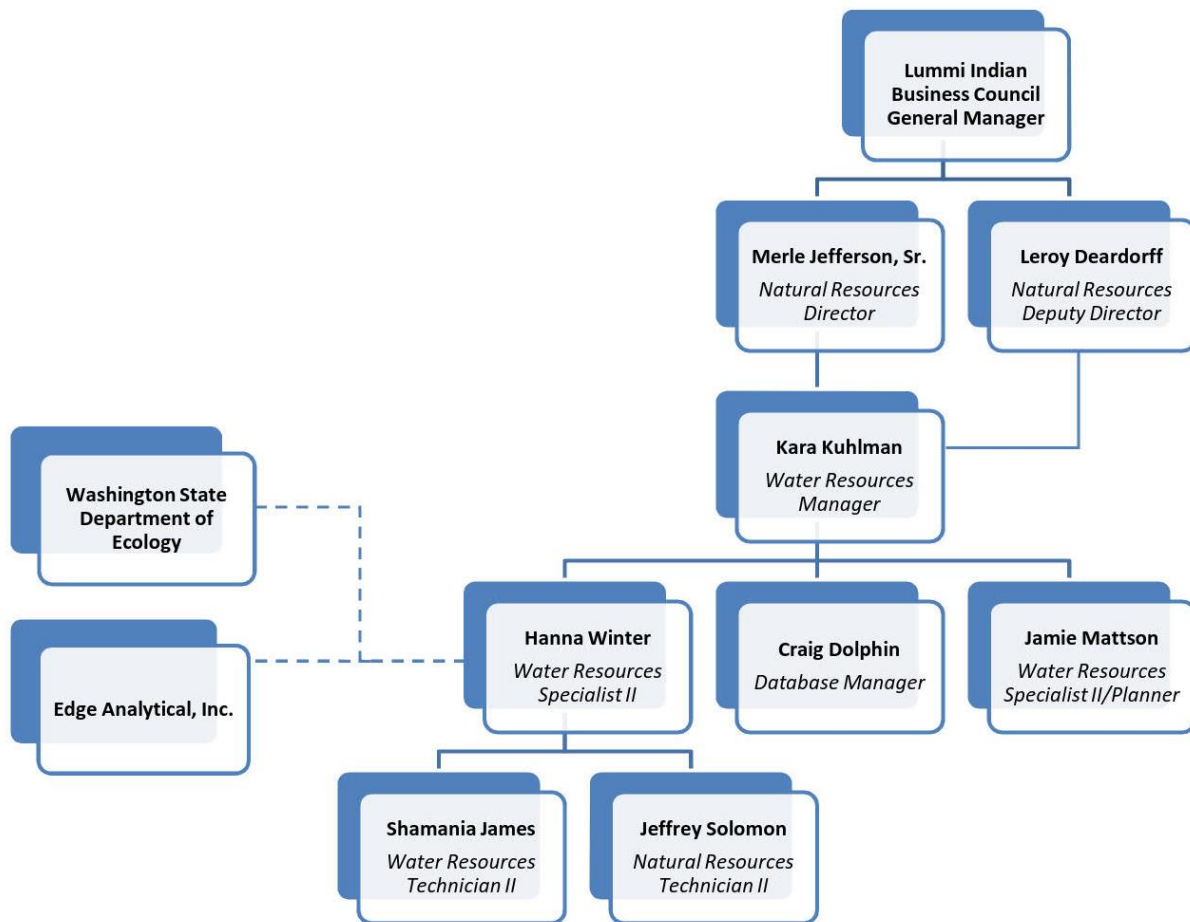 Lummi Indian
Business Council
General Manager
Merle Jefferson, Sr.
Natural Resources
Director
Leroy Deardorff
Natural Resources
Deputy Director
Kara Kuhlman
Water Resources
Manager
Washington State
Department of
Ecology
Edge Analytical, Inc.
Hanna Winter
Water Resources
Specialist II
Craig Dolphin
Database Manager
Jamie Mattson
Water Resources
Specialist II/Planner
Shamania James
Water Resources
Technician II
Jeffrey Solomon
Natural Resources
Technician II